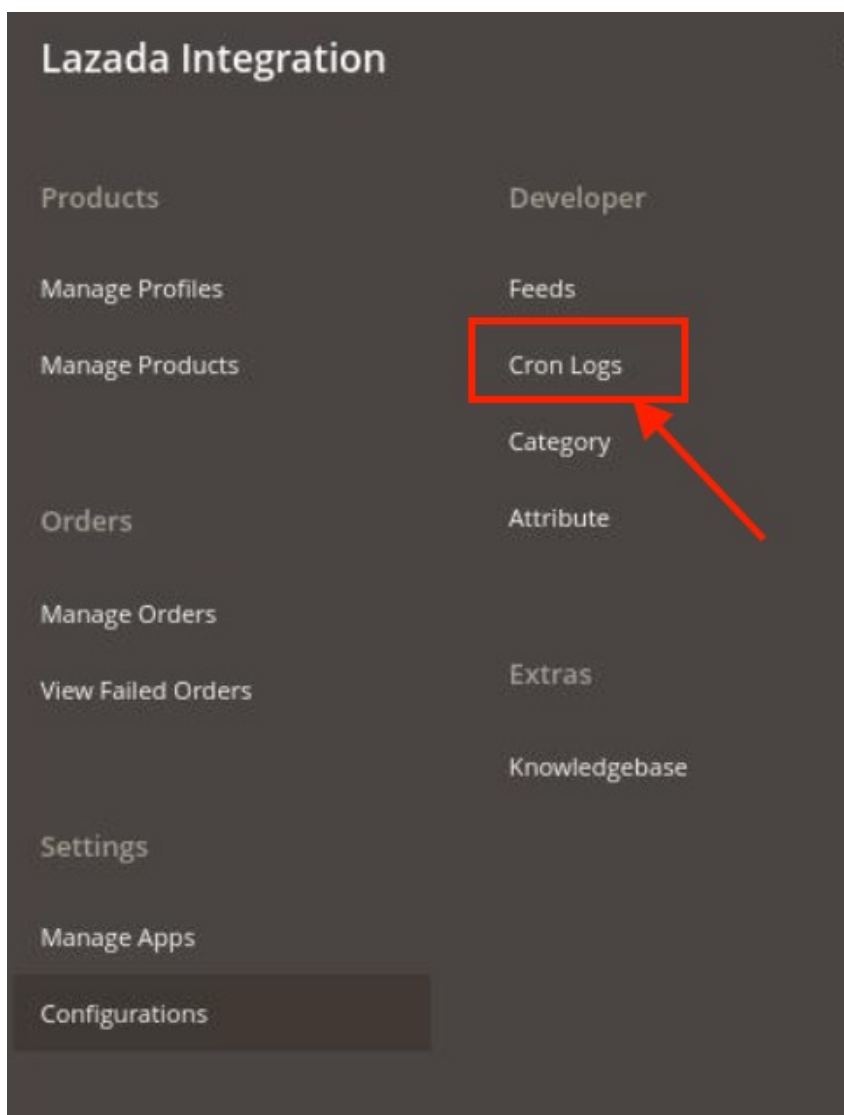 Lazada Integration
Products
Manage Profiles
Manage Products
Orders
Manage Orders
View Failed Orders
Settings
Manage Apps
Configurations
Developer
Feeds
Cron Logs
Category
Attribute
Extras
Knowledgebase